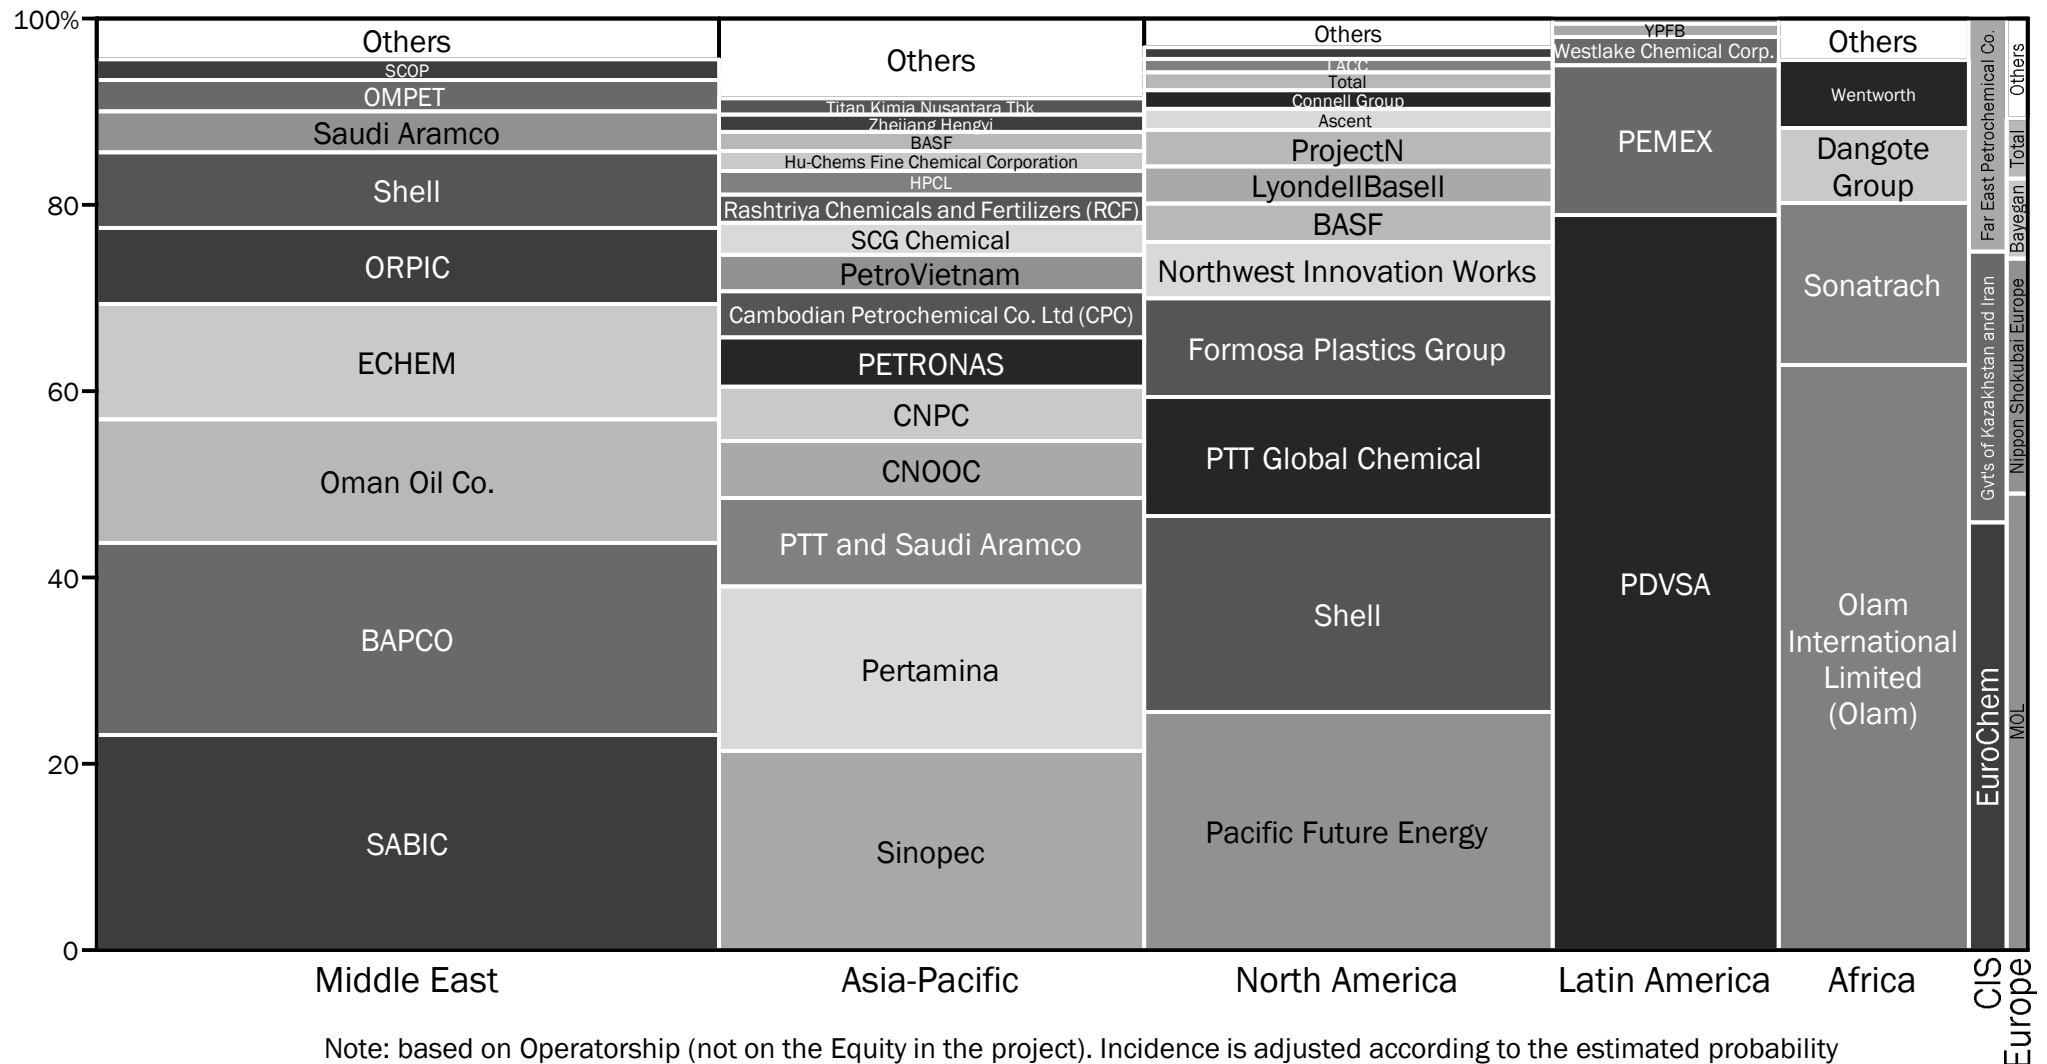 100%
80
60
40
20
0
Others
SCOP
OMPET
Saudi Aramco
Shell
ORPIC
ECHEM
Oman Oil Co.
BAPCO
SABIC
Middle East
Others
Titan Kimia Nusantara Tbk
Zhejiang Hengyi
BASF
Hu-Chems Fine Chemical Corporation
HPCL
Rashtriya Chemicals and Fertilizers (RCF)
SCG Chemical
PetroVietnam
Cambodian Petrochemical Co. Ltd (CPC)
PETRONAS
CNPC
CNOOC
PTT and Saudi Aramco
Pertamina
Sinopec
Asia-Pacific
Others
LACC
Total
Connell Group
Ascent
ProjectN
LyondellBasell
BASF
Northwest Innovation Works
Formosa Plastics Group
PTT Global Chemical
Shell
Pacific Future Energy
North America
YPFB
Westlake Chemical Corp.
PEMEX
PDVSA
Latin America
Others
Wentworth
Dangote
Group
Sonatrach
Olam
International
Limited
(Olam)
Africa
Far East Petrochemical Co.
Gvt's of Kazakhstan and Iran
EuroChem
CIS
Others
Total
Bayegan
Nippon Shokubai Europe
MOL
Europe
Note: based on Operatorship (not on the Equity in the project). Incidence is adjusted according to the estimated probability